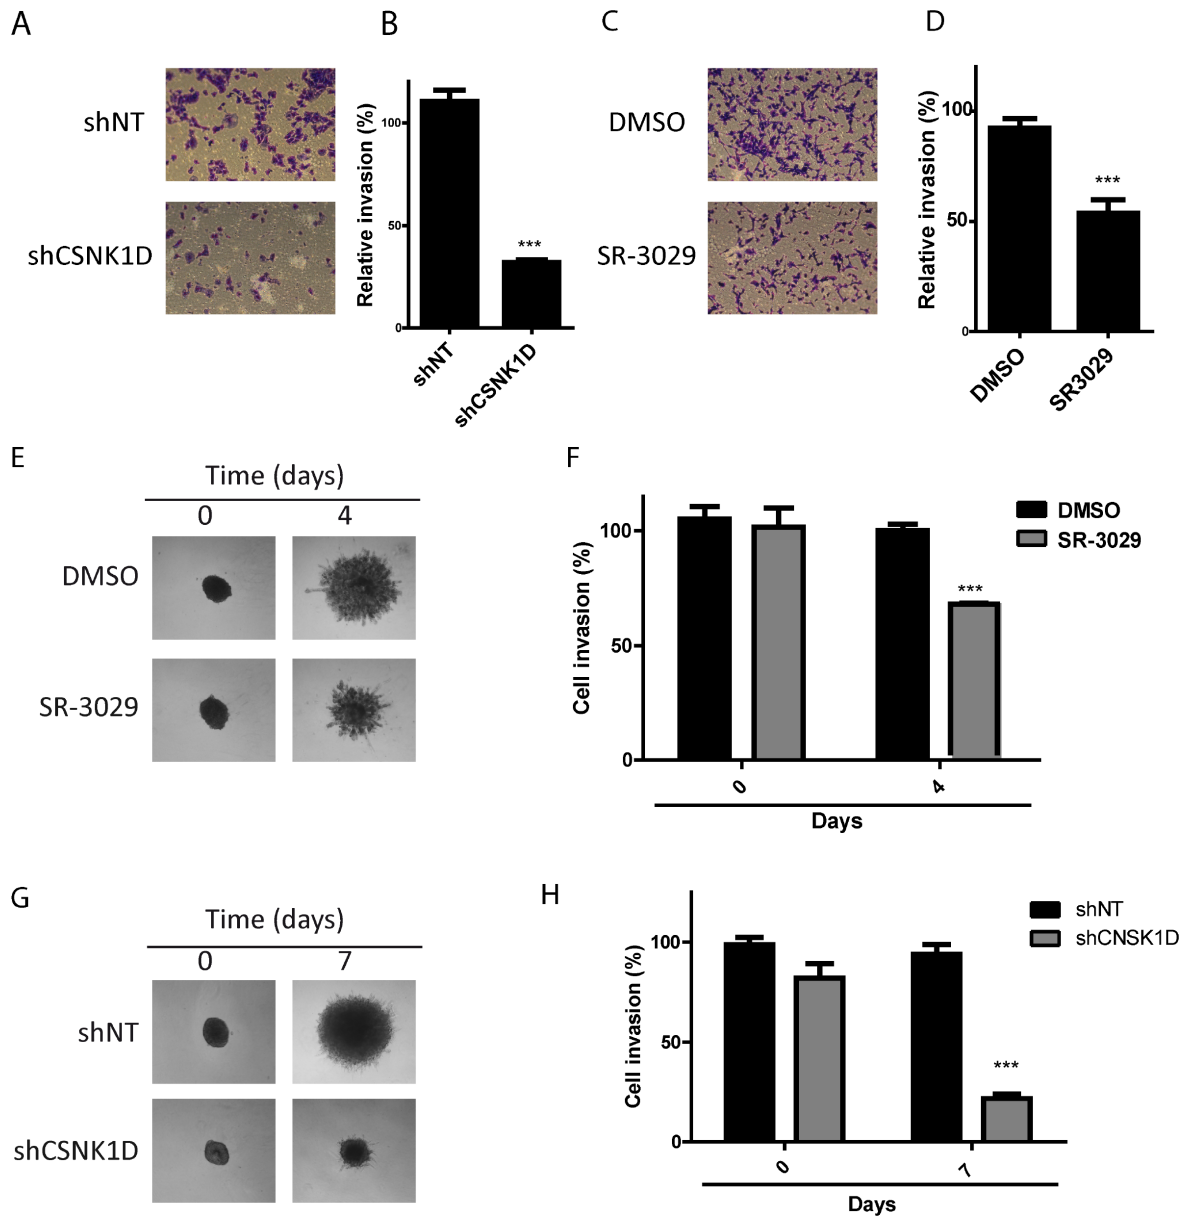 A
B
C
D
shNT
shCSNK1D
Relative invasion (%)
100
50
0
***
shNT
shCSNK1D
DMSO
SR-3029
Relative invasion (%)
100
50
0
***
DMSO
SR3029
E
Time (days)
0 4
DMSO
SR-3029
F
Cell invasion (%)
100
50
0
***
DMSO
SR-3029
0 4
Days
G
Time (days)
0 7
shNT
shCSNK1D
H
Cell invasion (%)
100
50
0
***
shNT
shCNSK1D
0 7
Days